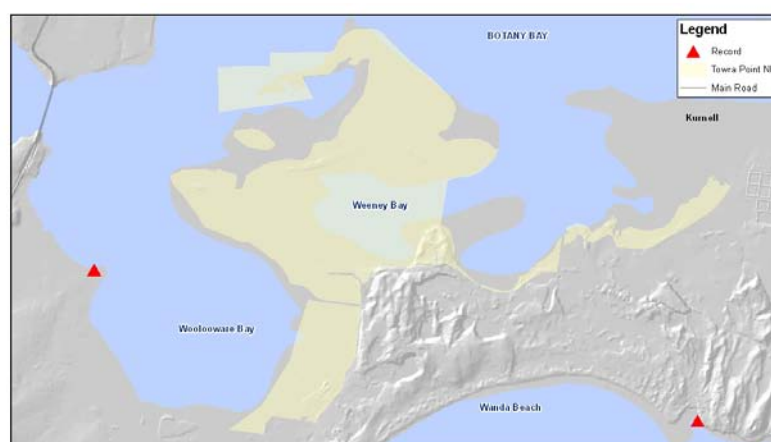 BOTANY BAY
Legend
Record
Towra Point N
Main Road
Kurnell
Weeney Bay
Woolooware Bay
Wanda Beach